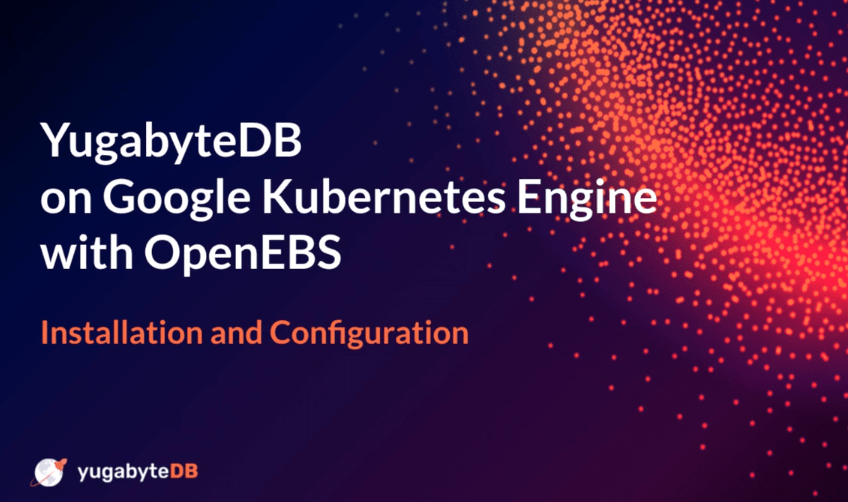 YugabyteDB
on Google Kubernetes Engine
with OpenEBS
Installation and Configuration
yugabyteDB